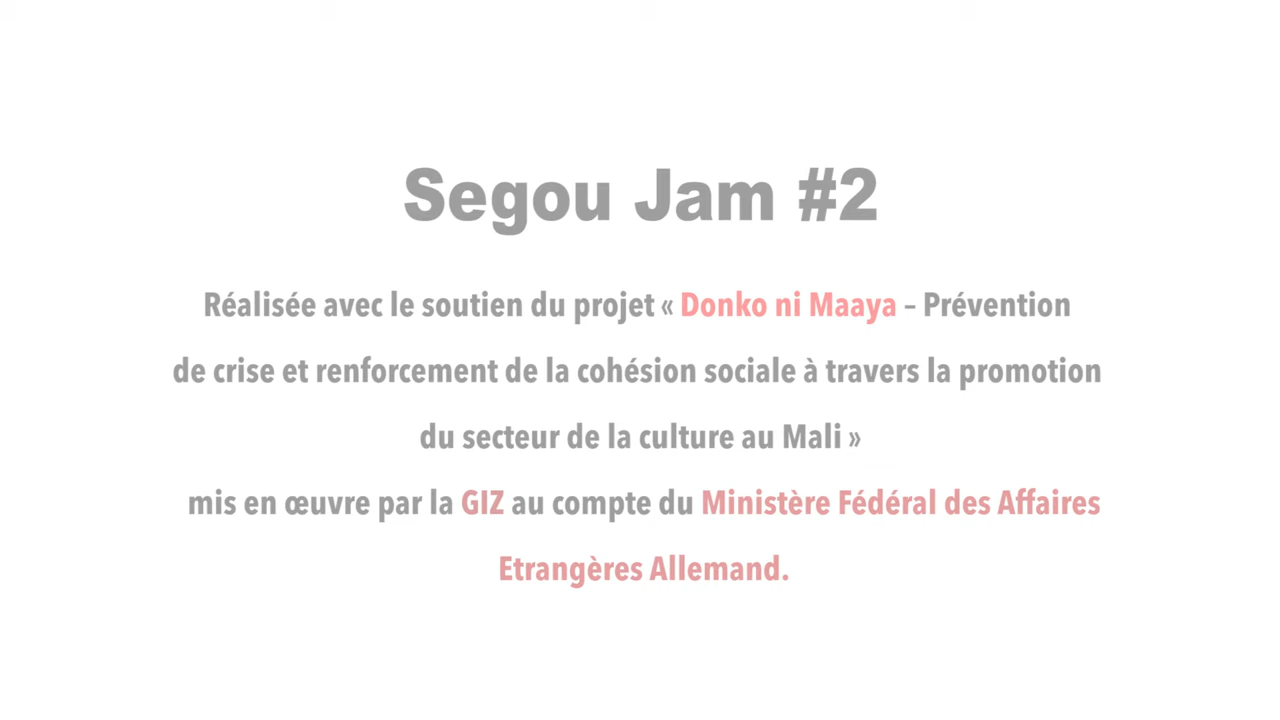 Segou Jam #2
Réalisée avec le soutien du projet « Donko ni Maaya – Prévention
de crise et renforcement de la cohésion sociale à travers la promotion
du secteur de la culture au Mali »
mis en œuvre par la GIZ au compte du Ministère Fédéral des Affaires
Etrangères Allemand.